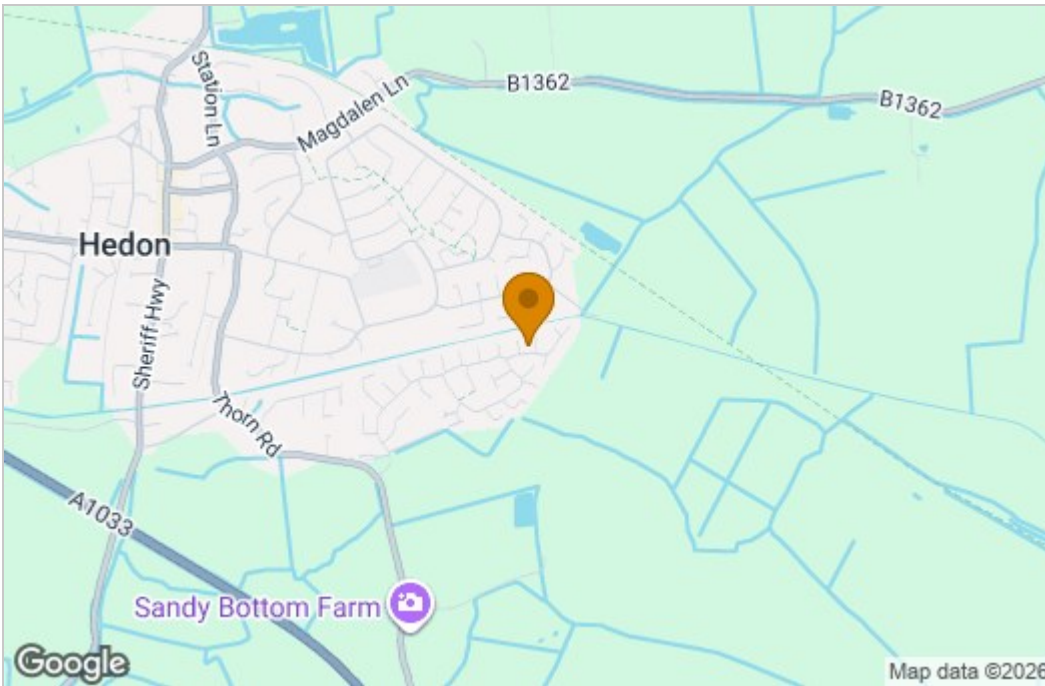 Station Ln
Magdalen Ln
B1362
B1362
Hedon
Sheriff Hwy
Thorn Rd
A1033
Sandy Bottom Farm
Google
Map data ©2026